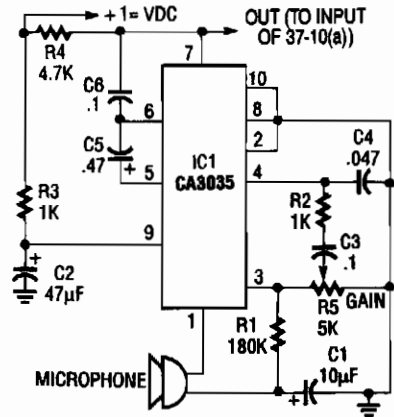 +1= VDC
OUT (TO INPUT
OF 37-10(a))
R4
4.7K
7
C6
.1
10
6
8
2
C5
.47
+
5
IC1
CA3035
4
C4
.047
R3
1K
R2
1K
9
C3
.1
+
C2
47µF
3
GAIN
R5
5K
1
R1
180K
MICROPHONE
+
C1
10µF